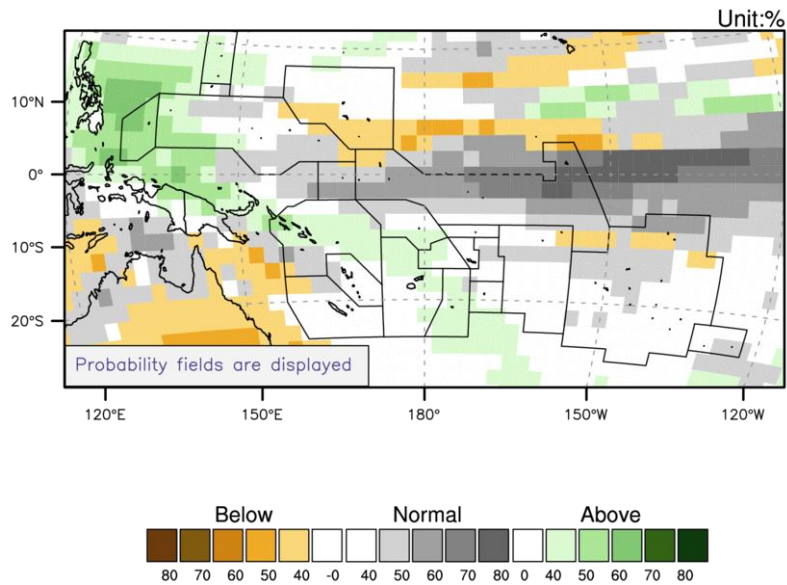 Unit:%
10°N
0°
10°S
20°S
Probability fields are displayed
120°E 150°E 180° 150°W 120°W
Below Normal Above
80 70 60 50 40 -0 40 50 60 70 80 0 40 50 60 70 80